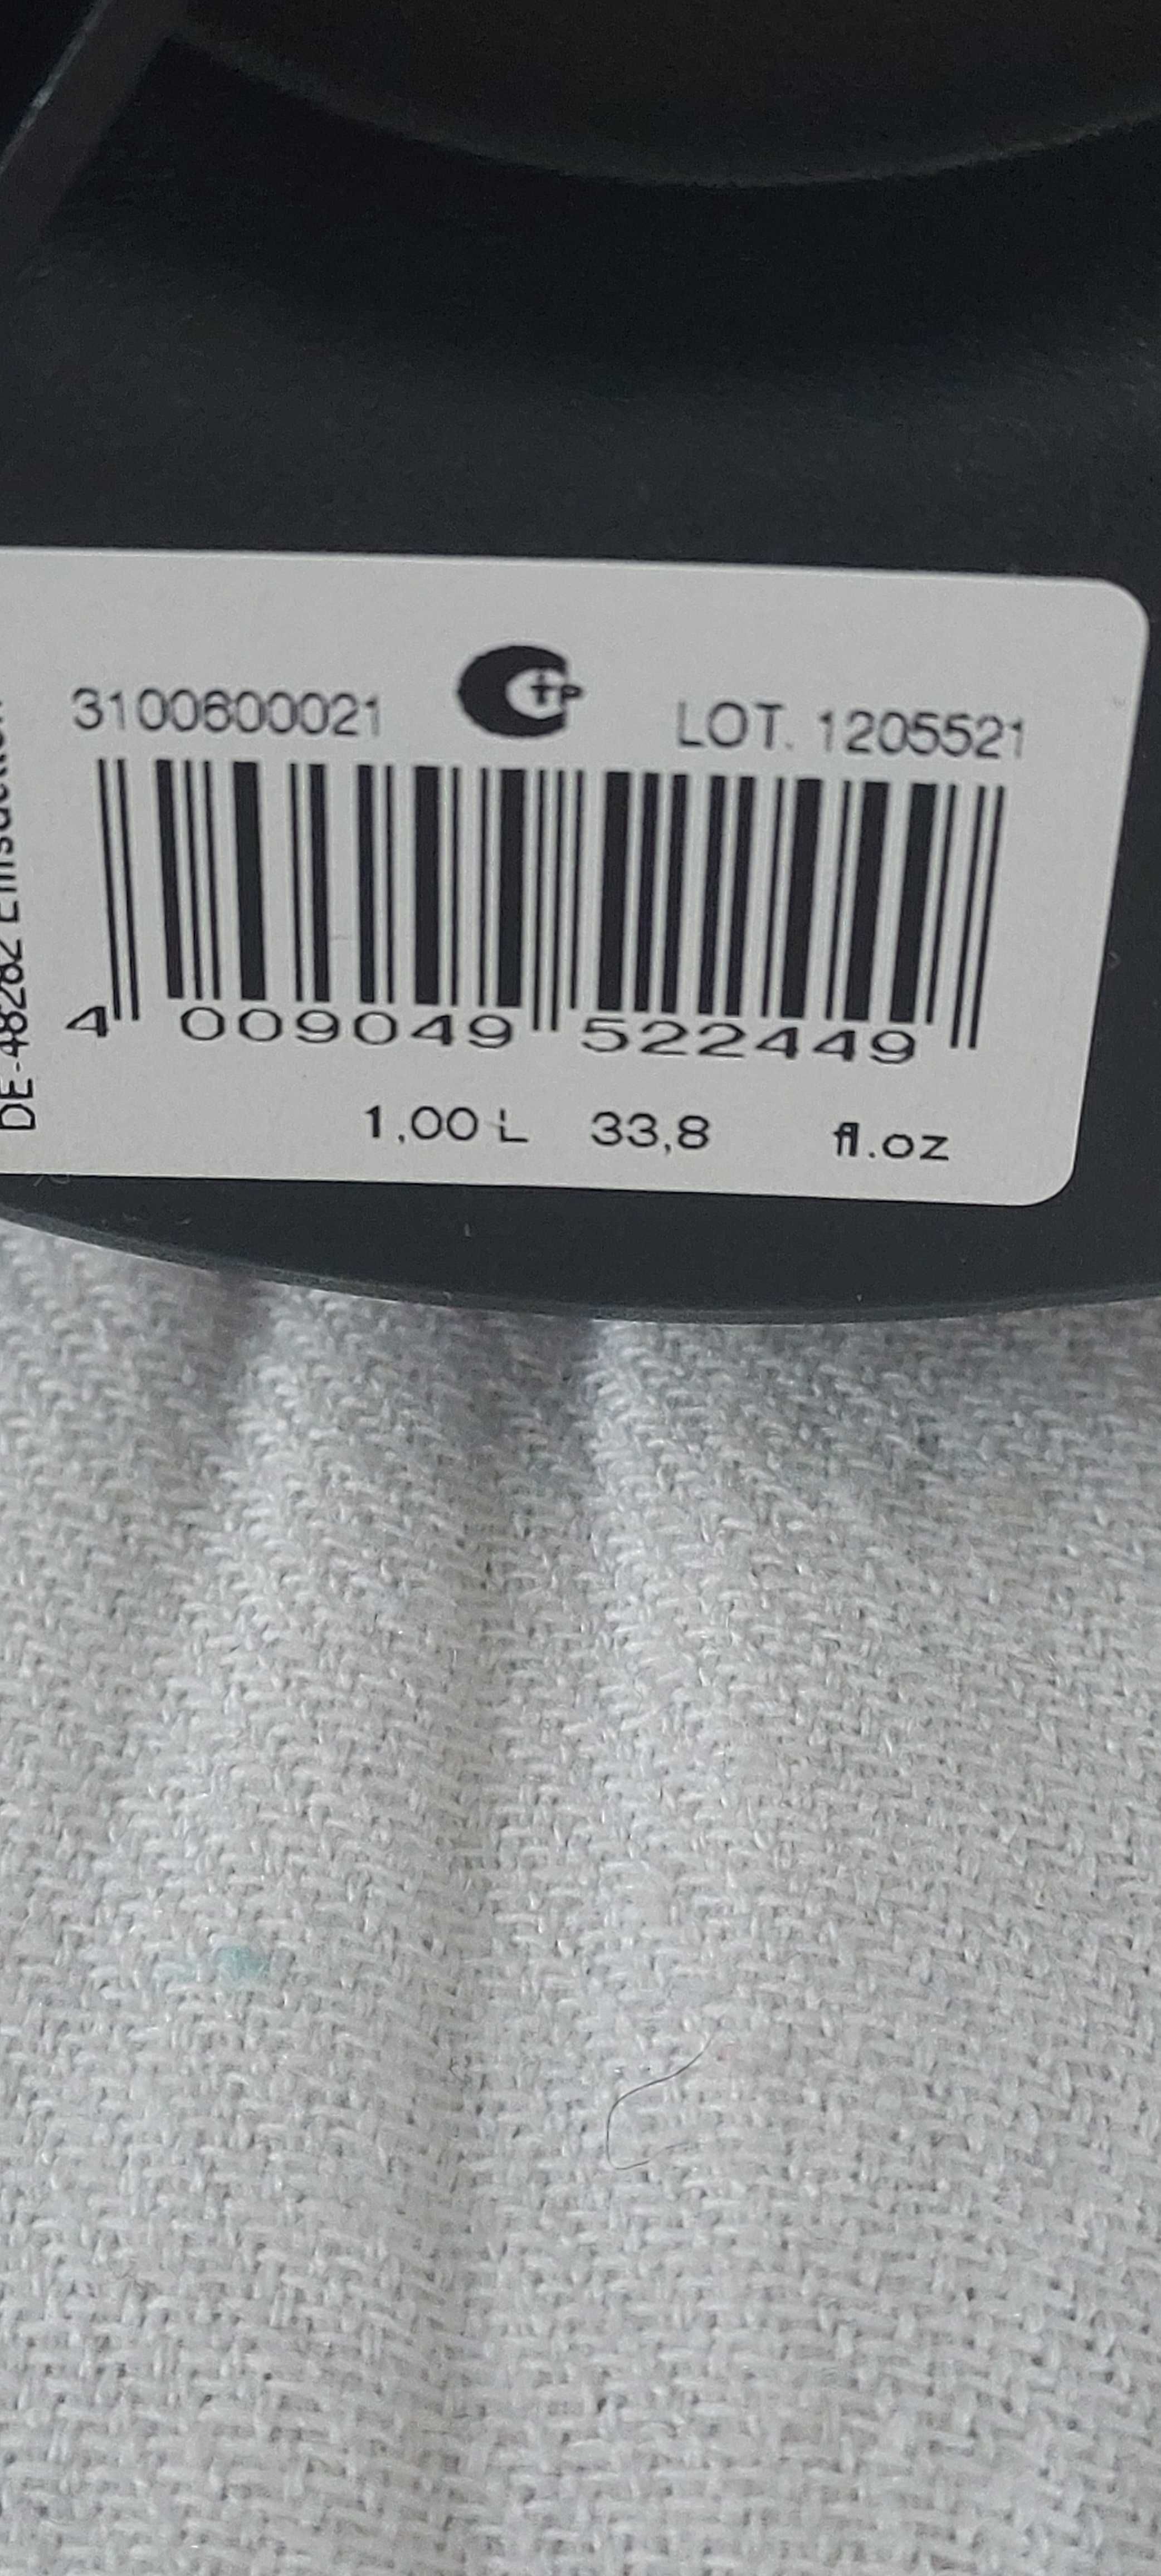 3100600021
LOT. 1205521
4 009049 522449
1,00 L 33,8 fl.oz
DE-48282